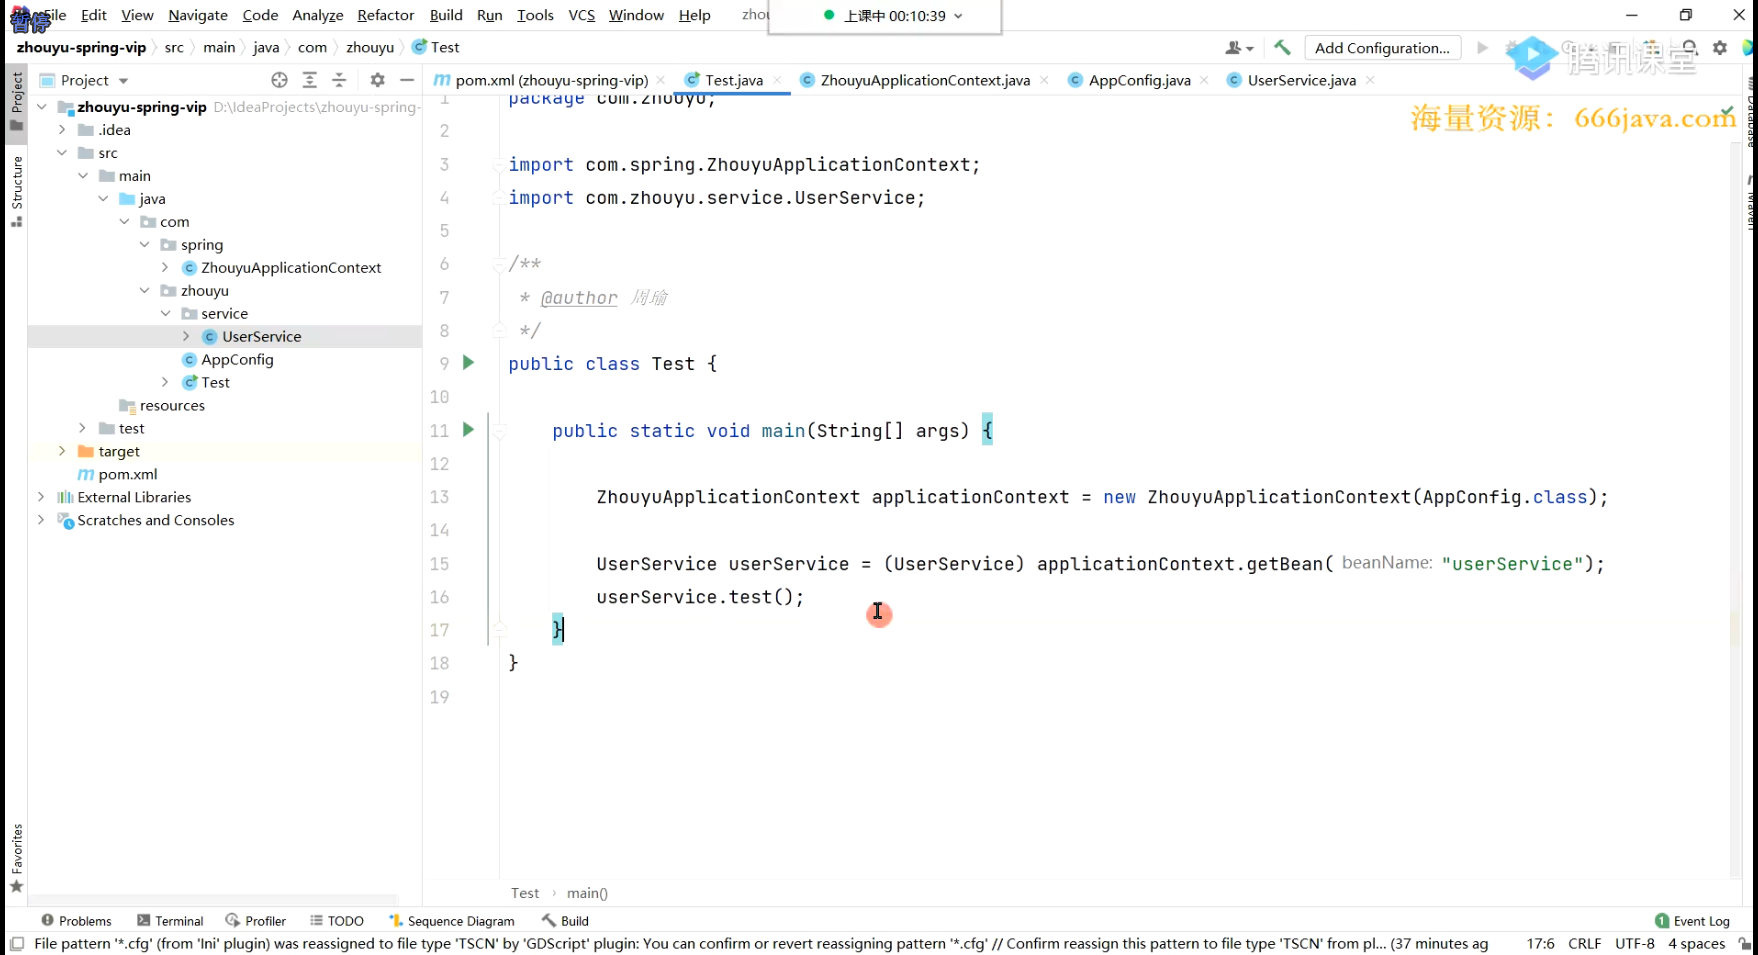 暂停
File Edit View Navigate Code Analyze Refactor Build Run Tools VCS Window Help zhou
上课中 00:10:39
zhouyu-spring-vip src main java com zhouyu Test
Add Configuration...
腾讯课堂
Project
pom.xml (zhouyu-spring-vip) Test.java ZhouyuApplicationContext.java AppConfig.java UserService.java
海量资源： 666java.com
Project
Structure
Favorites
Database
Maven
zhouyu-spring-vip D:\IdeaProjects\zhouyu-spring-
.idea
src
main
java
com
spring
ZhouyuApplicationContext
zhouyu
service
UserService
AppConfig
Test
resources
test
target
pom.xml
External Libraries
Scratches and Consoles
1 package com.zhouyu;
2
3 import com.spring.ZhouyuApplicationContext;
4 import com.zhouyu.service.UserService;
5
6 /**
7 * @author 周瑜
8 */
9 public class Test {
10
11 public static void main(String[] args) {
12
13 ZhouyuApplicationContext applicationContext = new ZhouyuApplicationContext(AppConfig.class);
14
15 UserService userService = (UserService) applicationContext.getBean( beanName: "userService");
16 userService.test();
17 }
18 }
19
Test main()
Problems Terminal Profiler TODO Sequence Diagram Build
1 Event Log
File pattern '*.cfg' (from 'Ini' plugin) was reassigned to file type 'TSCN' by 'GDScript' plugin: You can confirm or revert reassigning pattern '*.cfg' // Confirm reassign this pattern to file type 'TSCN' from pl... (37 minutes ag
17:6 CRLF UTF-8 4 spaces